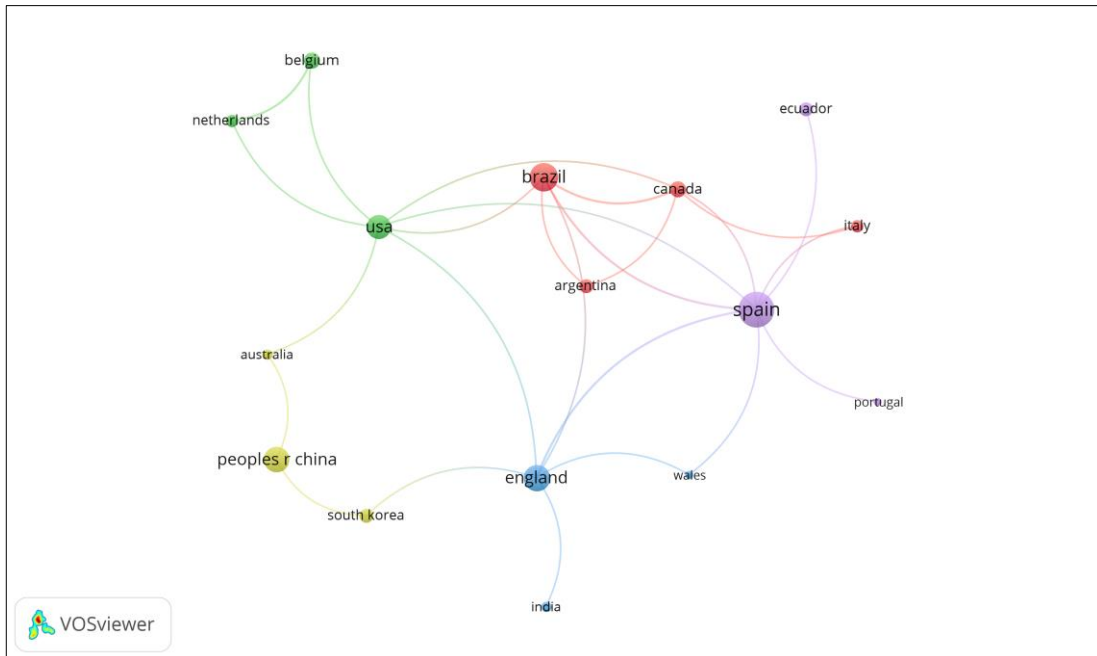 belgium
ecuador
netherlands
brazil
canada
usa
italy
argentina
spain
australia
portugal
peoples r china
england
wales
south korea
india
VOSviewer